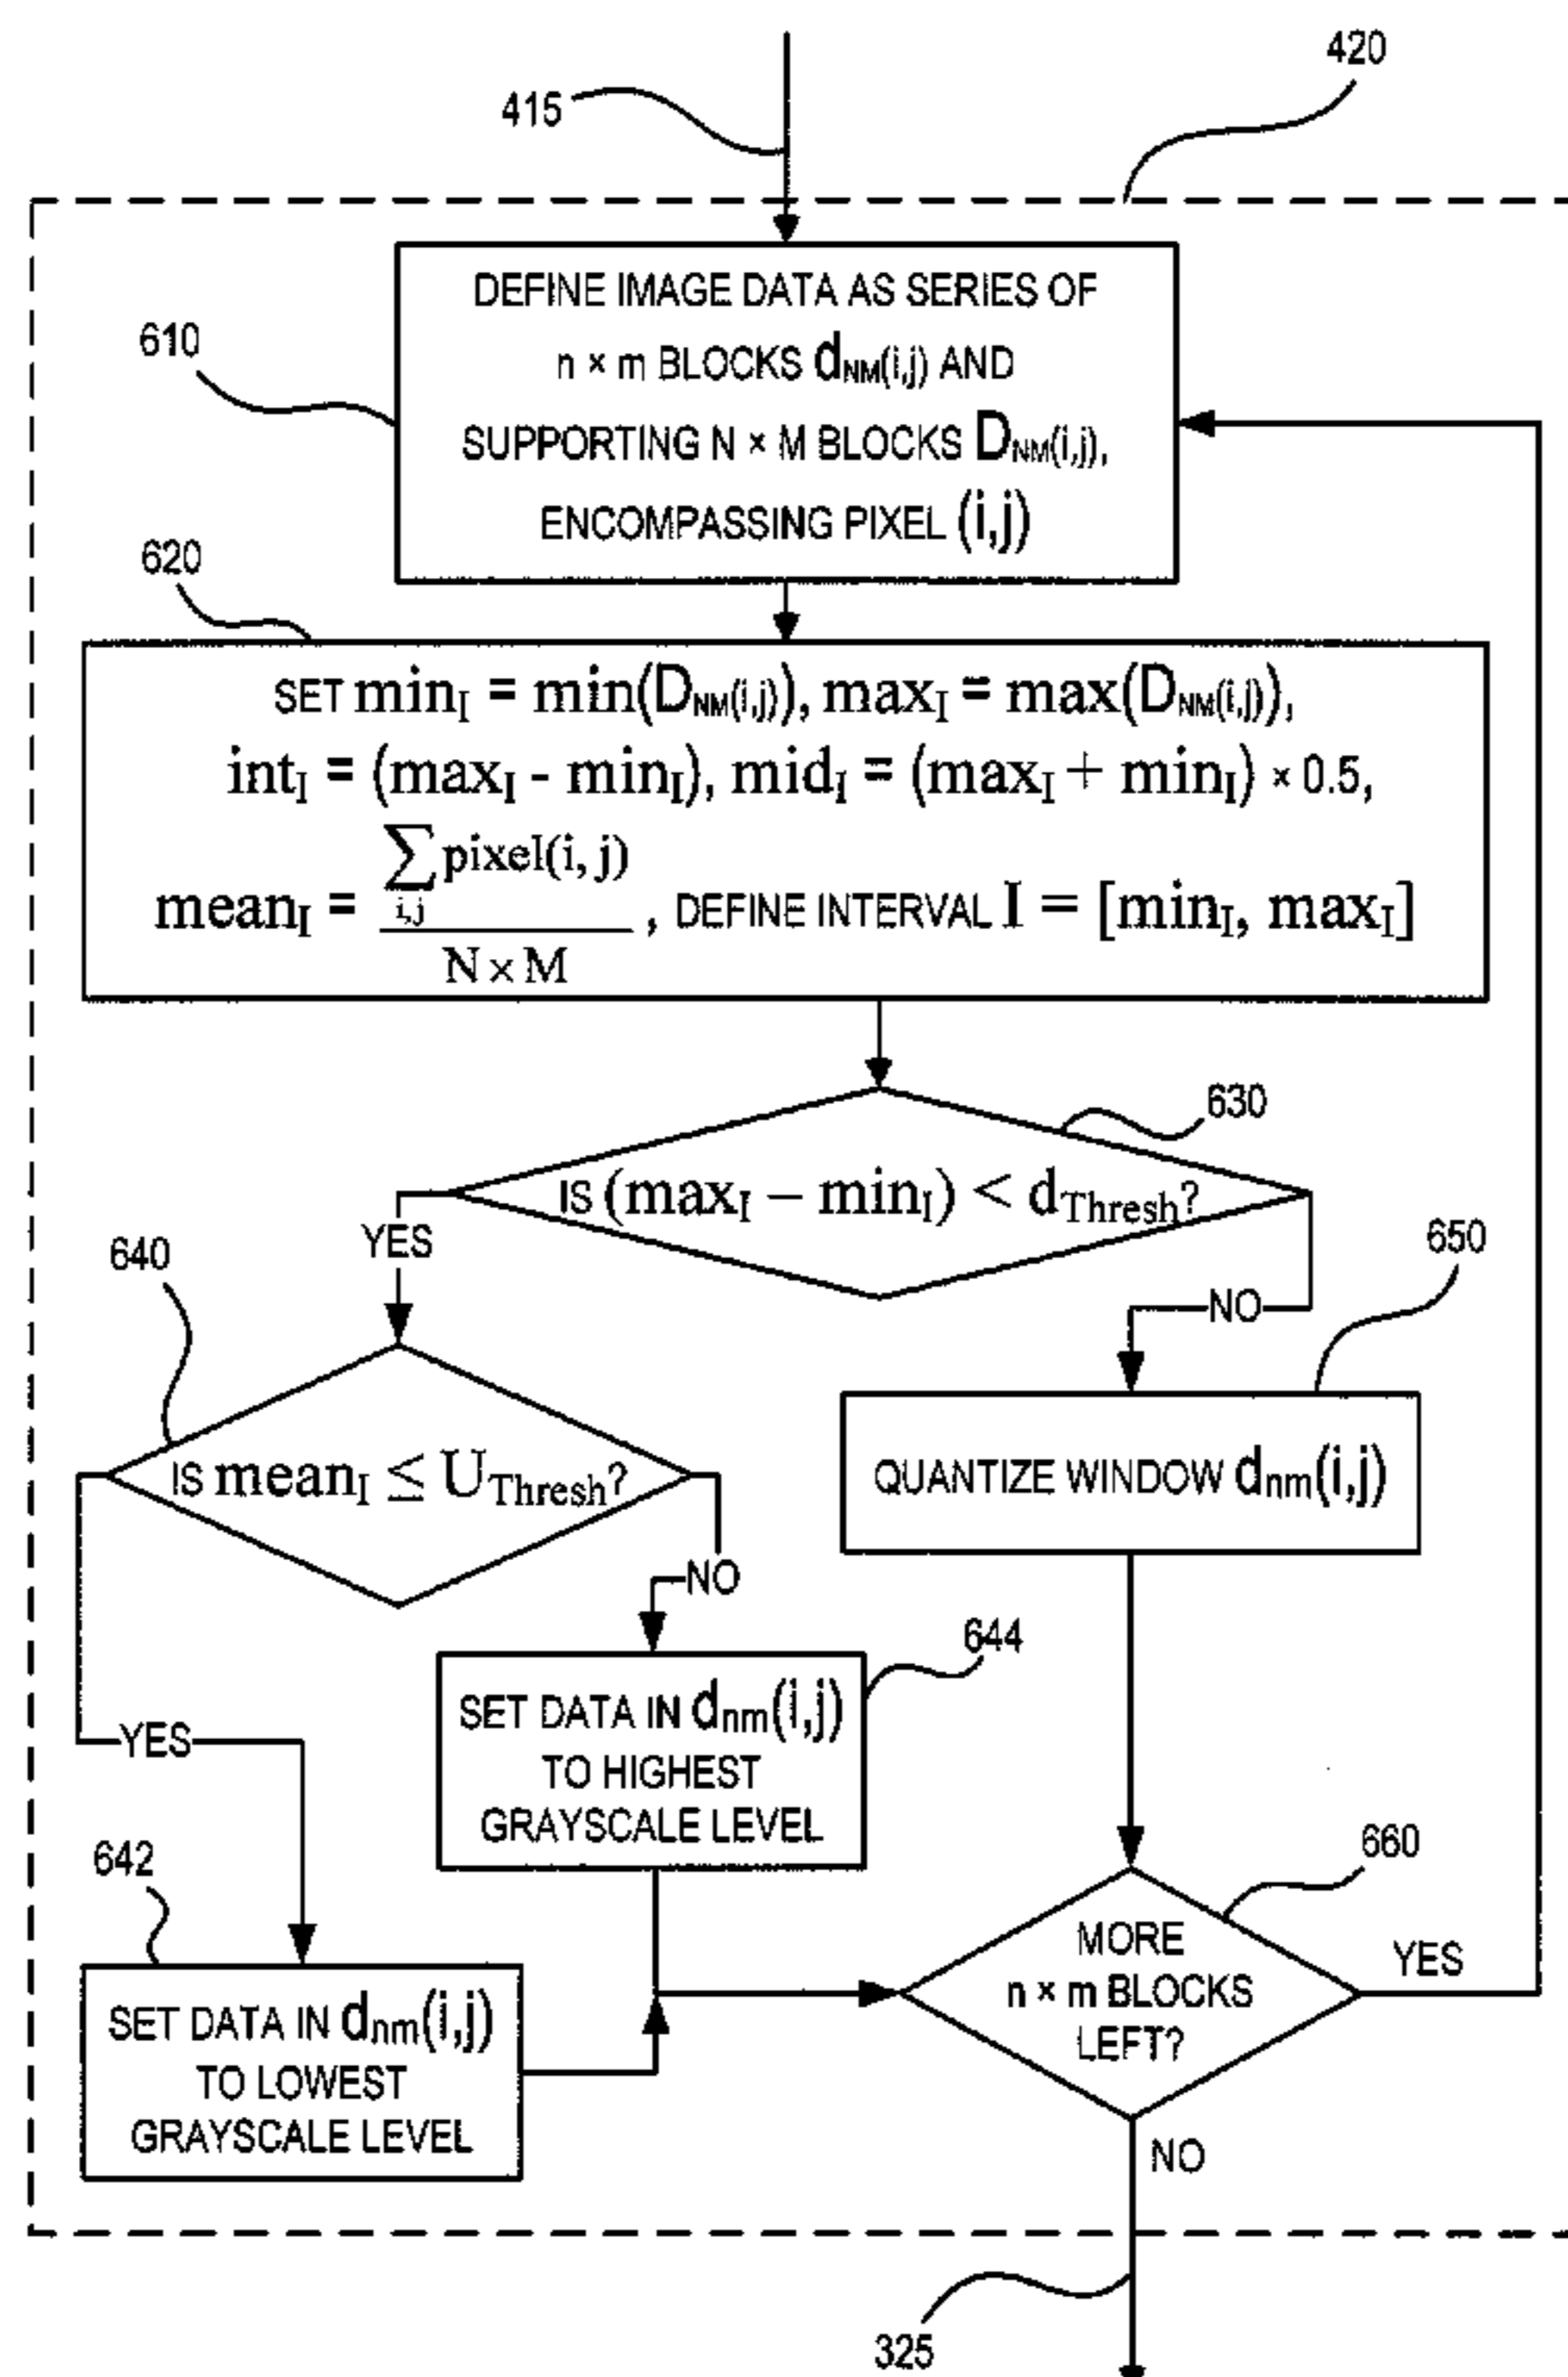 420
415
610
DEFINE IMAGE DATA AS SERIES OF
n × m BLOCKS dNM(i,j) AND
SUPPORTING N × M BLOCKS DNM(i,j),
ENCOMPASSING PIXEL (i,j)
620
SET minI = min(DNM(i,j)), maxI = max(DNM(i,j)),
intI = (maxI - minI), midI = (maxI + minI) × 0.5,
meanI = ∑i,j pixel(i, j) / N × M , DEFINE INTERVAL I = [minI, maxI]
630
IS (maxI – minI) < dThresh?
YES
NO
640
650
IS meanI ≤ UThresh?
QUANTIZE WINDOW dnm(i,j)
NO
644
SET DATA IN dnm(i,j)
TO HIGHEST
GRAYSCALE LEVEL
YES
642
660
SET DATA IN dnm(i,j)
TO LOWEST
GRAYSCALE LEVEL
MORE
n × m BLOCKS
LEFT?
YES
NO
325